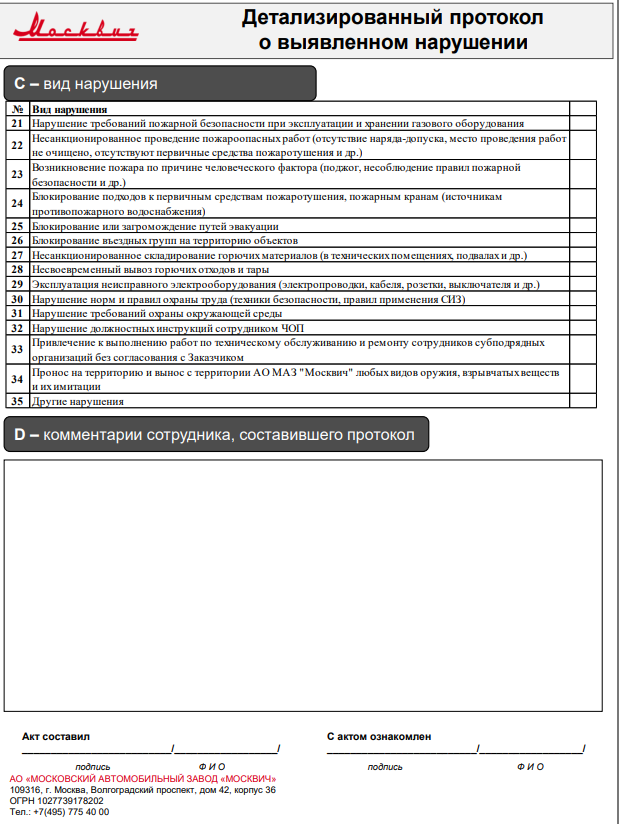 Москвич
Детализированный протокол
о выявленном нарушении
C – вид нарушения
№ Вид нарушения
21 Нарушение требований пожарной безопасности при эксплуатации и хранении газового оборудования
22 Несанкционированное проведение пожароопасных работ (отсутствие наряда-допуска, место проведения работ
не очищено, отсутствуют первичные средства пожаротушения и др.)
23 Возникновение пожара по причине человеческого фактора (поджог, несоблюдение правил пожарной
безопасности и др.)
24 Блокирование подходов к первичным средствам пожаротушения, пожарным кранам (источникам
противопожарного водоснабжения)
25 Блокирование или загромождение путей эвакуации
26 Блокирование въездных групп на территорию объектов
27 Несанкционированное складирование горючих материалов (в технических помещениях, подвалах и др.)
28 Несвоевременный вывоз горючих отходов и тары
29 Эксплуатация неисправного электрооборудования (электропроводки, кабеля, розетки, выключателя и др.)
30 Нарушение норм и правил охраны труда (техники безопасности, правил применения СИЗ)
31 Нарушение требований охраны окружающей среды
32 Нарушение должностных инструкций сотрудником ЧОП
33 Привлечение к выполнению работ по техническому обслуживанию и ремонту сотрудников субподрядных
организаций без согласования с Заказчиком
34 Пронос на территорию и вынос с территории АО МАЗ "Москвич" любых видов оружия, взрывчатых веществ
и их имитации
35 Другие нарушения
D – комментарии сотрудника, составившего протокол
Акт составил С актом ознакомлен
__________________________/__________________/ __________________________/__________________/
подпись Ф И О подпись Ф И О
АО «МОСКОВСКИЙ АВТОМОБИЛЬНЫЙ ЗАВОД «МОСКВИЧ»
109316, г. Москва, Волгоградский проспект, дом 42, корпус 36
ОГРН 1027739178202
Тел.: +7(495) 775 40 00